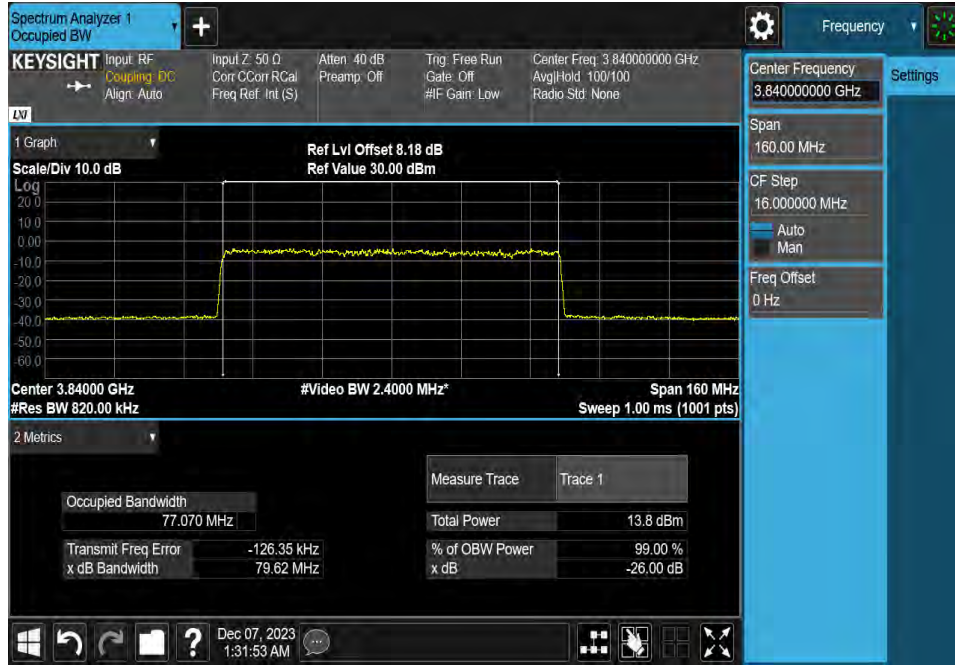 Spectrum Analyzer 1
Occupied BW
+
Frequency
KEYSIGHT
LXI
Input: RF
Coupling: DC
Align: Auto
Input Z: 50 Ω
Corr CCorr RCal
Freq Ref: Int (S)
Atten: 40 dB
Preamp: Off
Trig: Free Run
Gate: Off
#IF Gain: Low
Center Freq: 3.840000000 GHz
Avg|Hold: 100/100
Radio Std: None
Center Frequency
3.840000000 GHz
Settings
Span
160.00 MHz
CF Step
16.000000 MHz
Auto
Man
Freq Offset
0 Hz
1 Graph
Scale/Div 10.0 dB
Ref Lvl Offset 8.18 dB
Ref Value 30.00 dBm
Log
20.0
10.0
0.00
-10.0
-20.0
-30.0
-40.0
-50.0
-60.0
Center 3.84000 GHz
#Video BW 2.4000 MHz*
Span 160 MHz
#Res BW 820.00 kHz
Sweep 1.00 ms (1001 pts)
2 Metrics
Measure Trace Trace 1
Occupied Bandwidth
77.070 MHz
Total Power 13.8 dBm
Transmit Freq Error -126.35 kHz
% of OBW Power 99.00 %
x dB Bandwidth 79.62 MHz
x dB -26.00 dB
?
Dec 07, 2023
1:31:53 AM